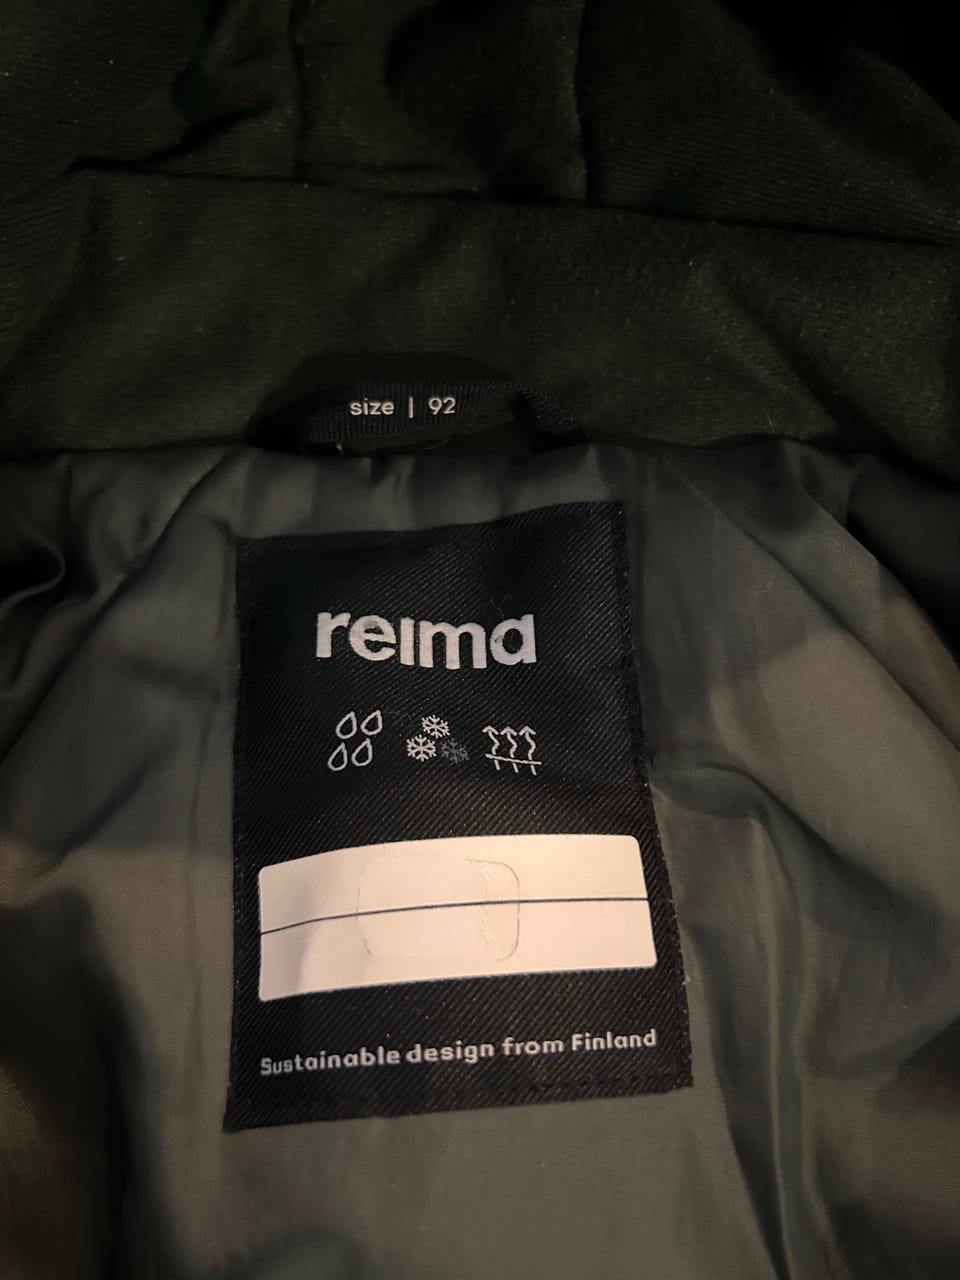 size | 92
reima
Sustainable design from Finland